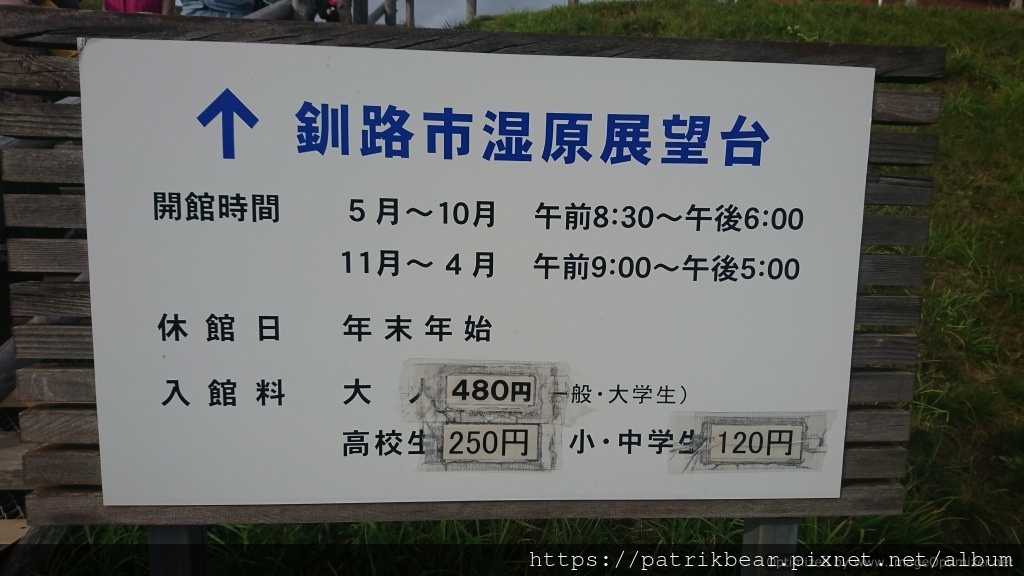 ↑ 釧路市湿原展望台
開館時間 5月～10月 午前8:30～午後6:00
11月～4月 午前9:00～午後5:00
休館日 年末年始
入館料 大人 480円 一般・大学生）
高校生 250円 小・中学生 120円
https://patrikbear.pixnet.net/album